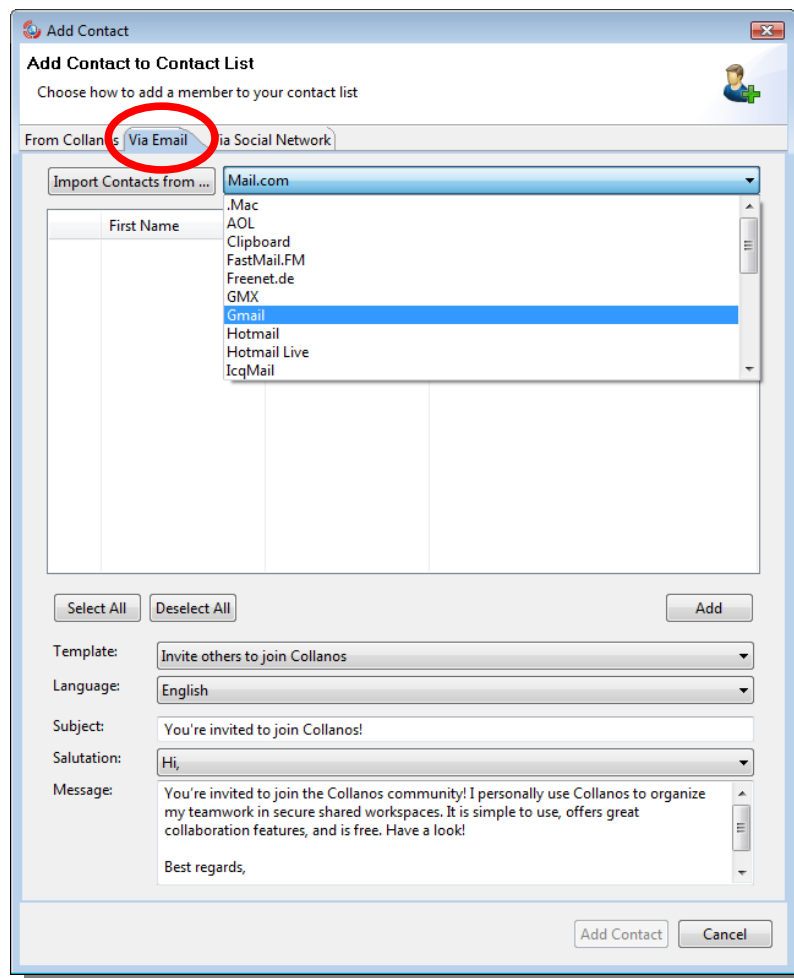 Add Contact
Add Contact to Contact List
Choose how to add a member to your contact list
From Collanos Via Email Via Social Network
Import Contacts from ... Mail.com
.Mac
First Name AOL
Clipboard
FastMail.FM
Freenet.de
GMX
Gmail
Hotmail
Hotmail Live
IcqMail
Select All Deselect All Add
Template: Invite others to join Collanos
Language: English
Subject: You're invited to join Collanos!
Salutation: Hi,
Message: You're invited to join the Collanos community! I personally use Collanos to organize
my teamwork in secure shared workspaces. It is simple to use, offers great
collaboration features, and is free. Have a look!
Best regards,
Add Contact Cancel